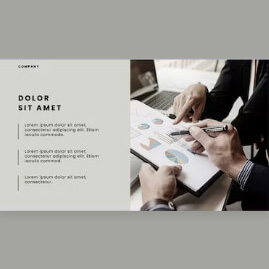 COMPANY
DOLOR
SIT AMET
Lorem ipsum dolor sit amet,
consectetur adipiscing elit. Etiam
iaculis commodo.
Lorem ipsum dolor sit amet,
consectetur adipiscing elit. Etiam
iaculis commod.
Lorem ipsum dolor sit amet,
consectetur.